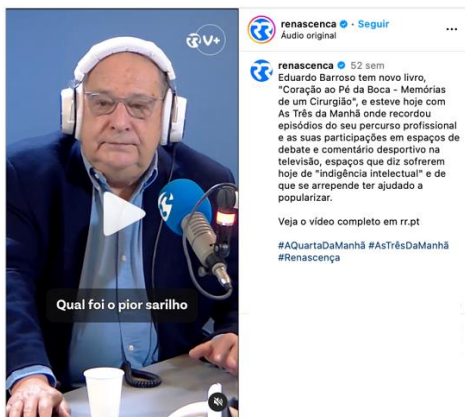 V+
Qual foi o pior sarilho
renascenca • Seguir
Áudio original
...
renascenca 52 sem
Eduardo Barroso tem novo livro,
"Coração ao Pé da Boca - Memórias
de um Cirurgião", e esteve hoje com
As Três da Manhã onde recordou
episódios do seu percurso profissional
e as suas participações em espaços de
debate e comentário desportivo na
televisão, espaços que diz sofrerem
hoje de "indigência intelectual" e de
que se arrepende ter ajudado a
popularizar.
Veja o vídeo completo em rr.pt
#AQuartaDaManhã #AsTrêsDaManhã
#Renascença